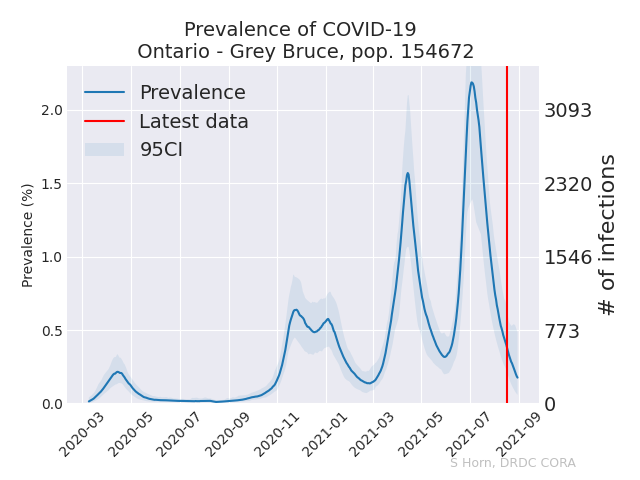 Prevalence of COVID-19
Ontario - Grey Bruce, pop. 154672
Prevalence
Latest data
95CI
Prevalence (%)
2.0
1.5
1.0
0.5
0.0
3093
2320
1546
773
0
# of infections
2020-03
2020-05
2020-07
2020-09
2020-11
2021-01
2021-03
2021-05
2021-07
2021-09
S Horn, DRDC CORA